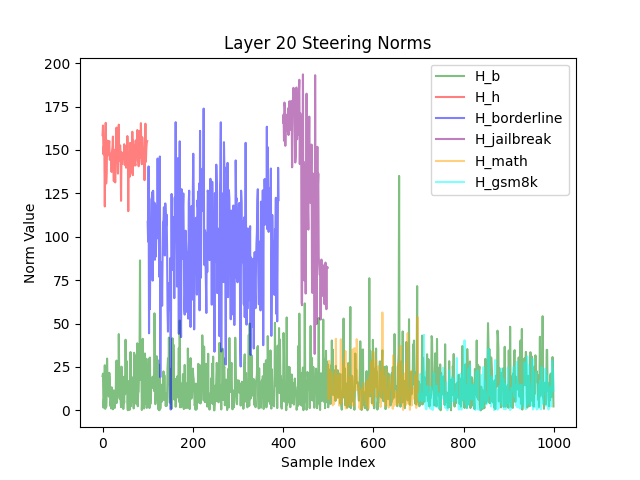 Layer 20 Steering Norms
200
175
150
125
100
75
50
25
0
Norm Value
H_b
H_h
H_borderline
H_jailbreak
H_math
H_gsm8k
0
200
400
600
800
1000
Sample Index